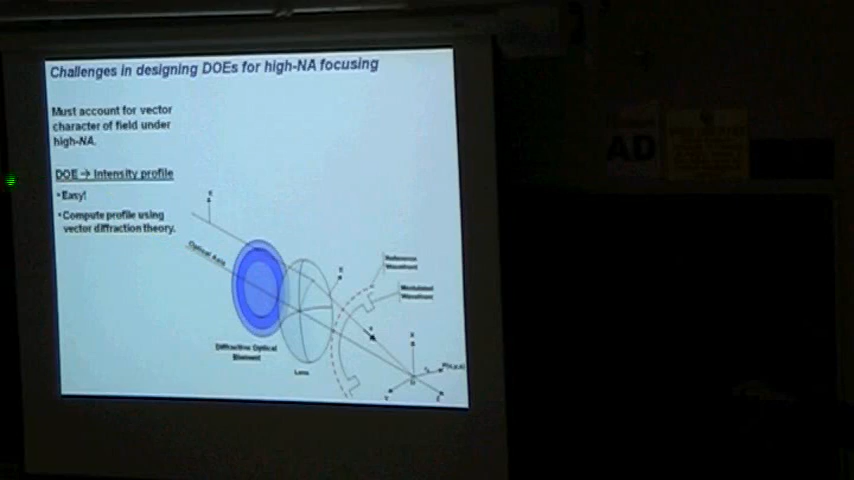 Challenges in designing DOEs for high-NA focusing
Must account for vector
character of field under
high-NA.
DOE → Intensity profile
•Easy!
•Compute profile using
vector diffraction theory.
Optical Axis
Reference
Wavefront
Modulated
Wavefront
Diffractive Optical
Element
Lens
AD